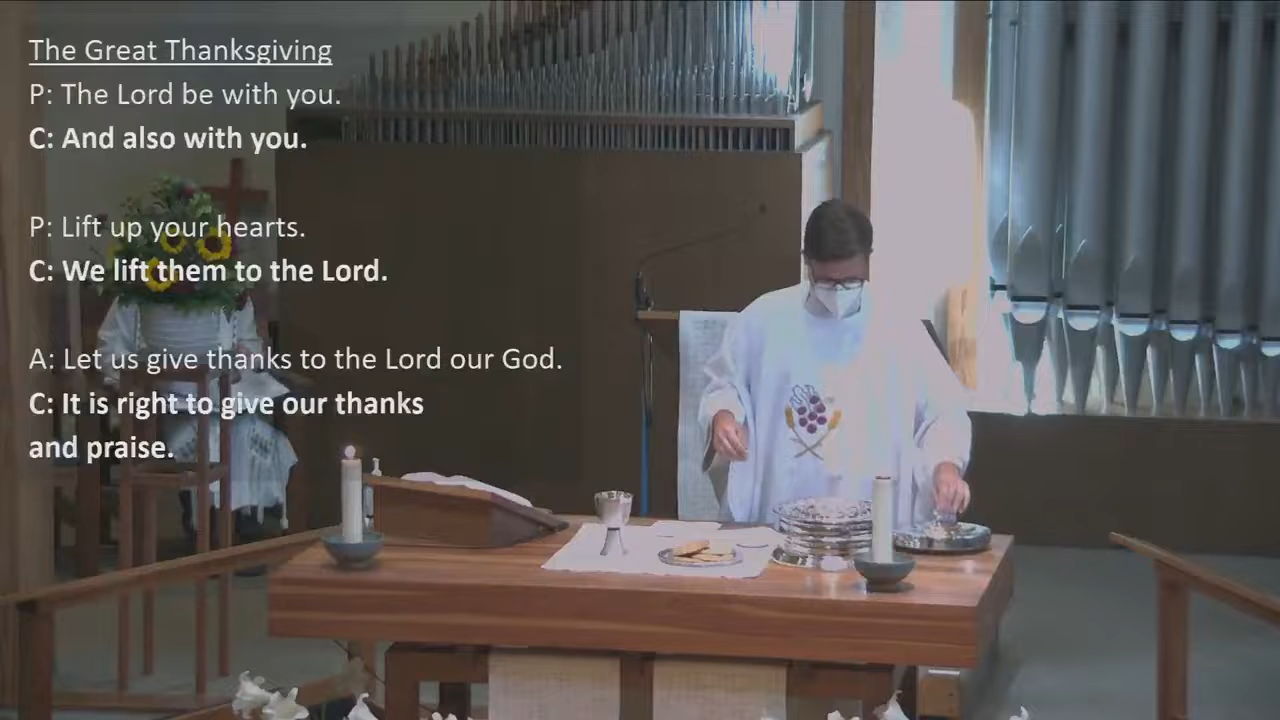 The Great Thanksgiving
P: The Lord be with you.
C: And also with you.
P: Lift up your hearts.
C: We lift them to the Lord.
A: Let us give thanks to the Lord our God.
C: It is right to give our thanks
and praise.